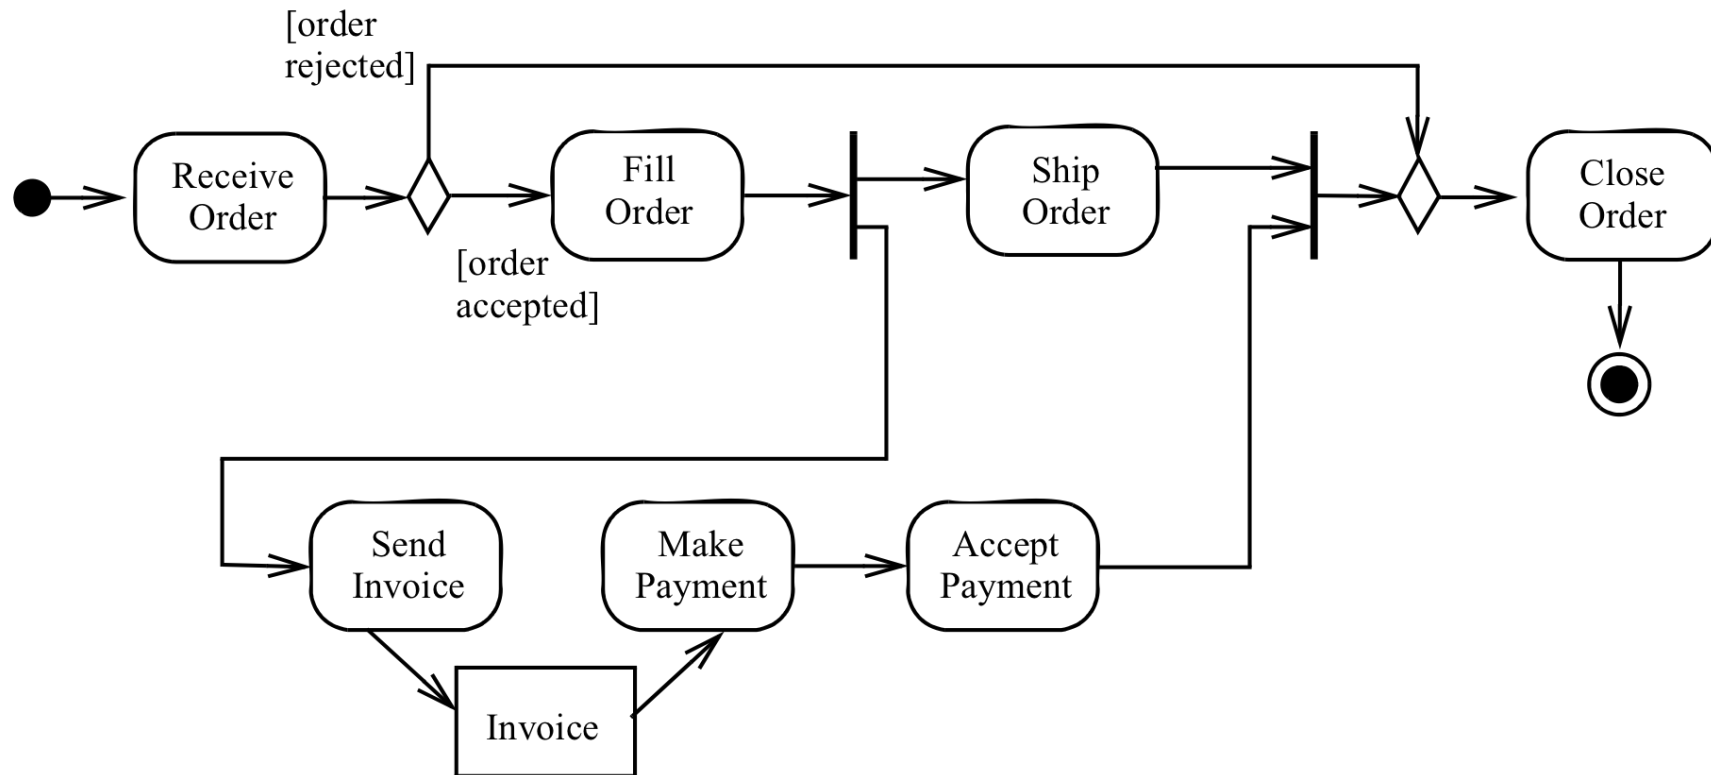 [order
rejected]
Receive
Order
Fill
Order
Ship
Order
Close
Order
[order
accepted]
Send
Invoice
Make
Payment
Accept
Payment
Invoice